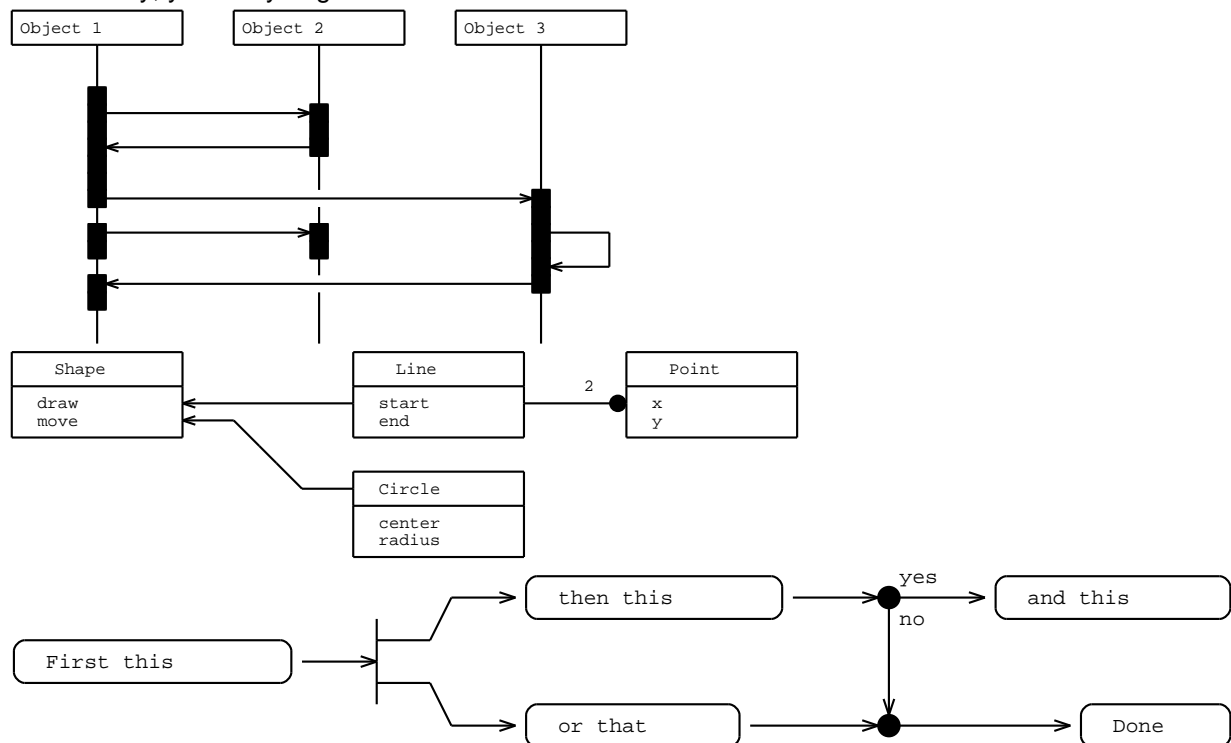 Object 1
Object 2
Object 3
Shape
draw
move
Line
start
end
2
Point
x
y
Circle
center
radius
First this
then this
yes
no
and this
or that
Done